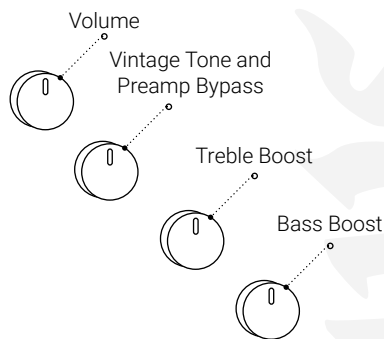 Volume
Vintage Tone and
Preamp Bypass
Treble Boost
Bass Boost